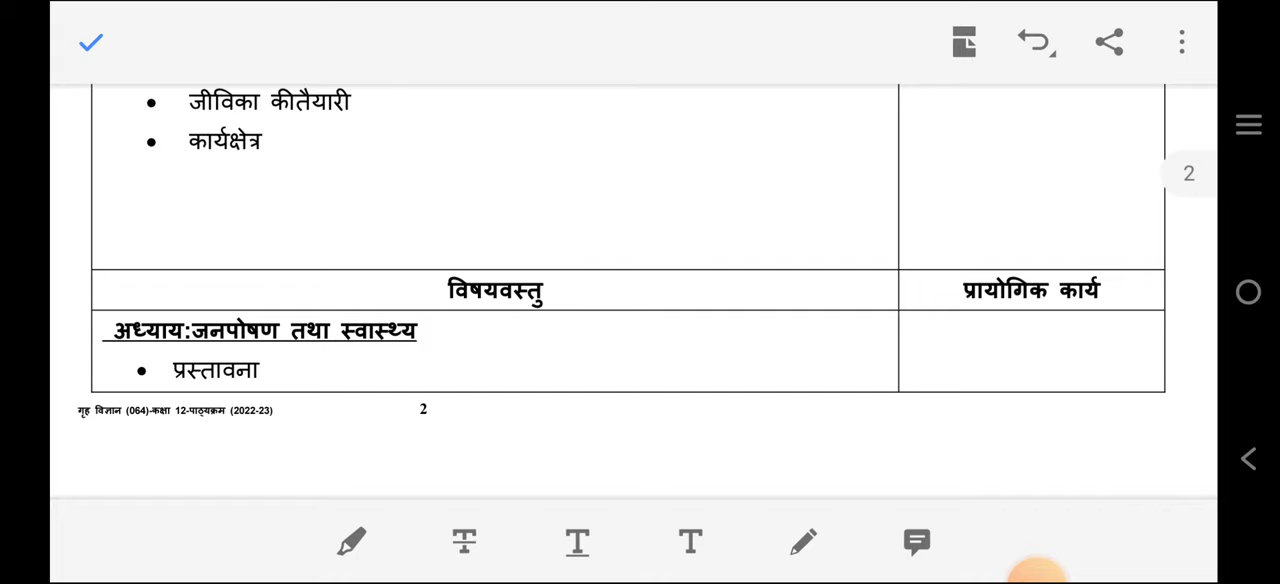 जीविका कीतैयारी
कार्यक्षेत्र
2
विषयवस्तु
प्रायोगिक कार्य
अध्याय:जनपोषण तथा स्वास्थ्य
प्रस्तावना
गृह विज्ञान (064)-कक्षा 12-पाठ्यक्रम (2022-23)
2